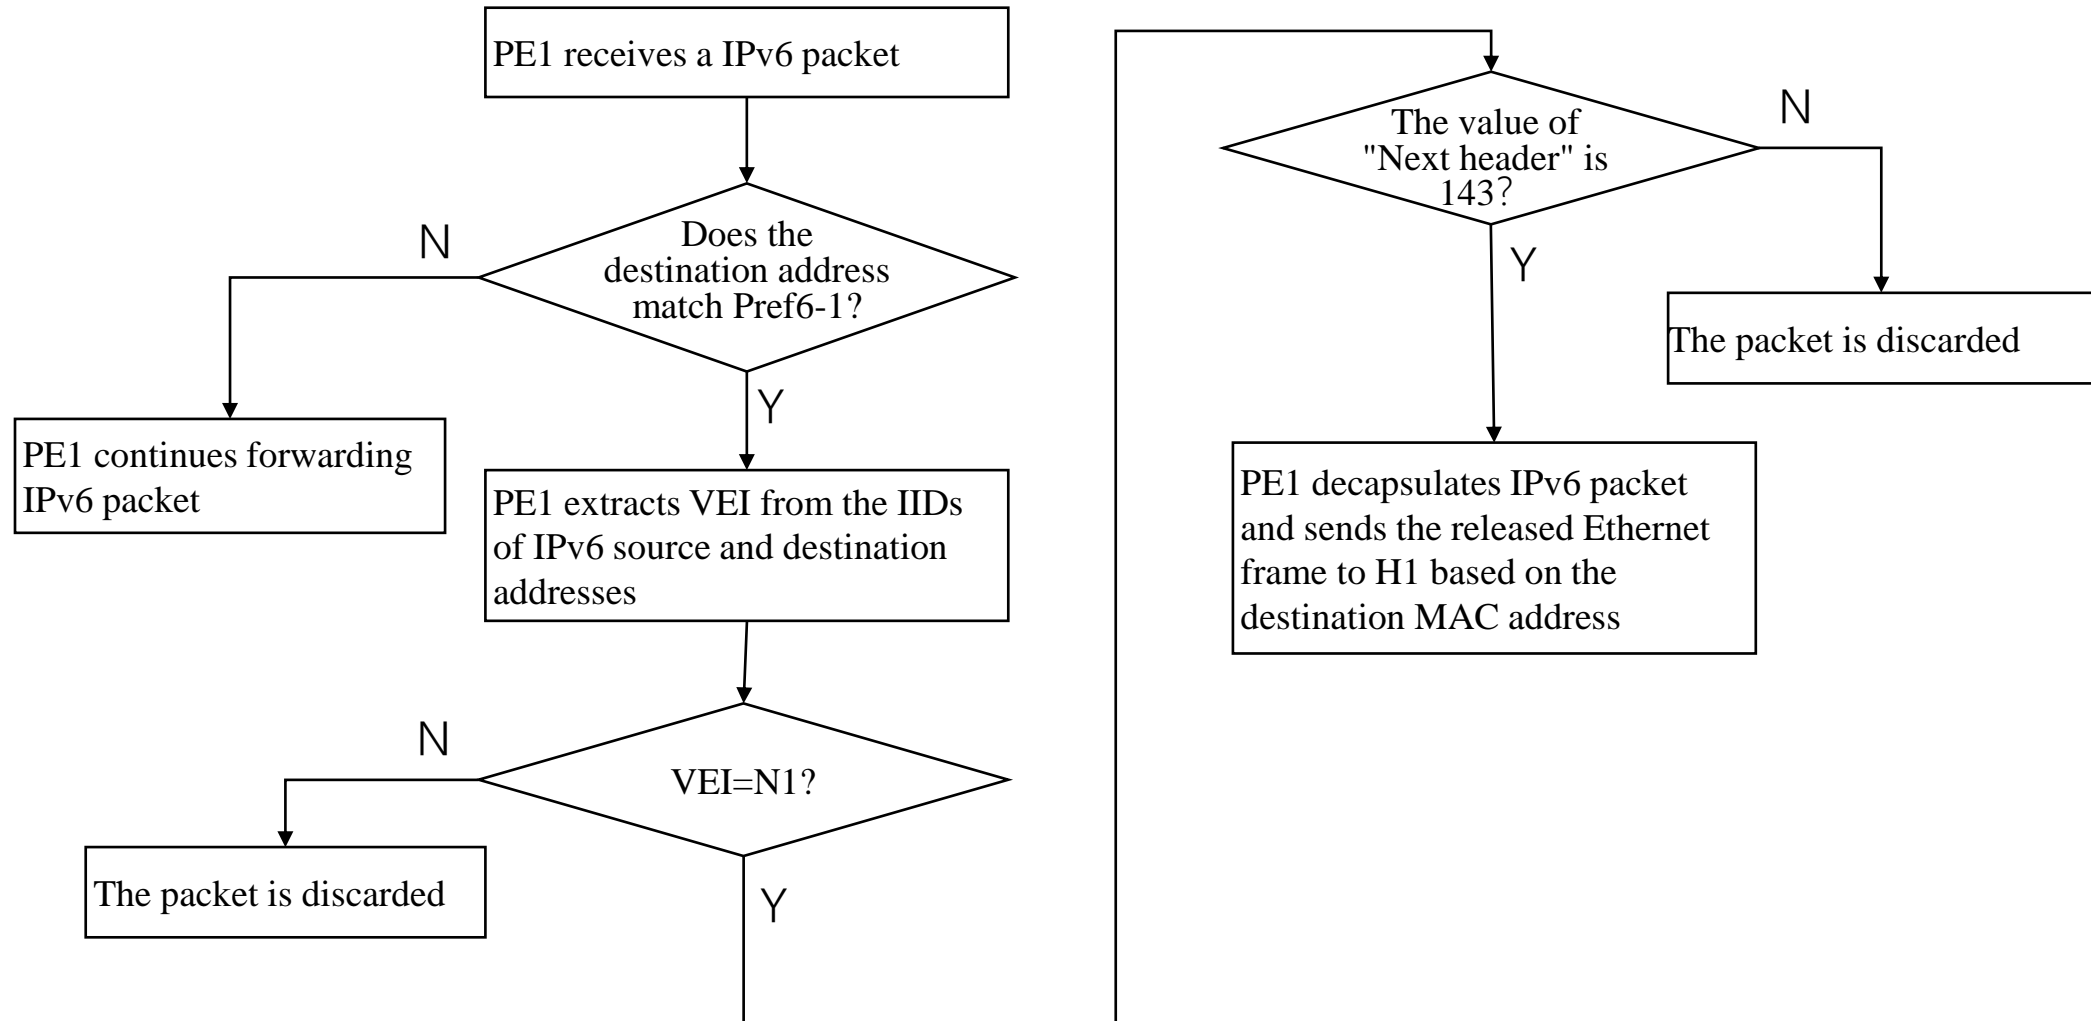 PE1 receives a IPv6 packet
Does the
destination address
match Pref6-1?
N
Y
PE1 continues forwarding
IPv6 packet
PE1 extracts VEI from the IIDs
of IPv6 source and destination
addresses
VEI=N1?
N
Y
The packet is discarded
The value of
"Next header" is
143?
N
Y
The packet is discarded
PE1 decapsulates IPv6 packet
and sends the released Ethernet
frame to H1 based on the
destination MAC address